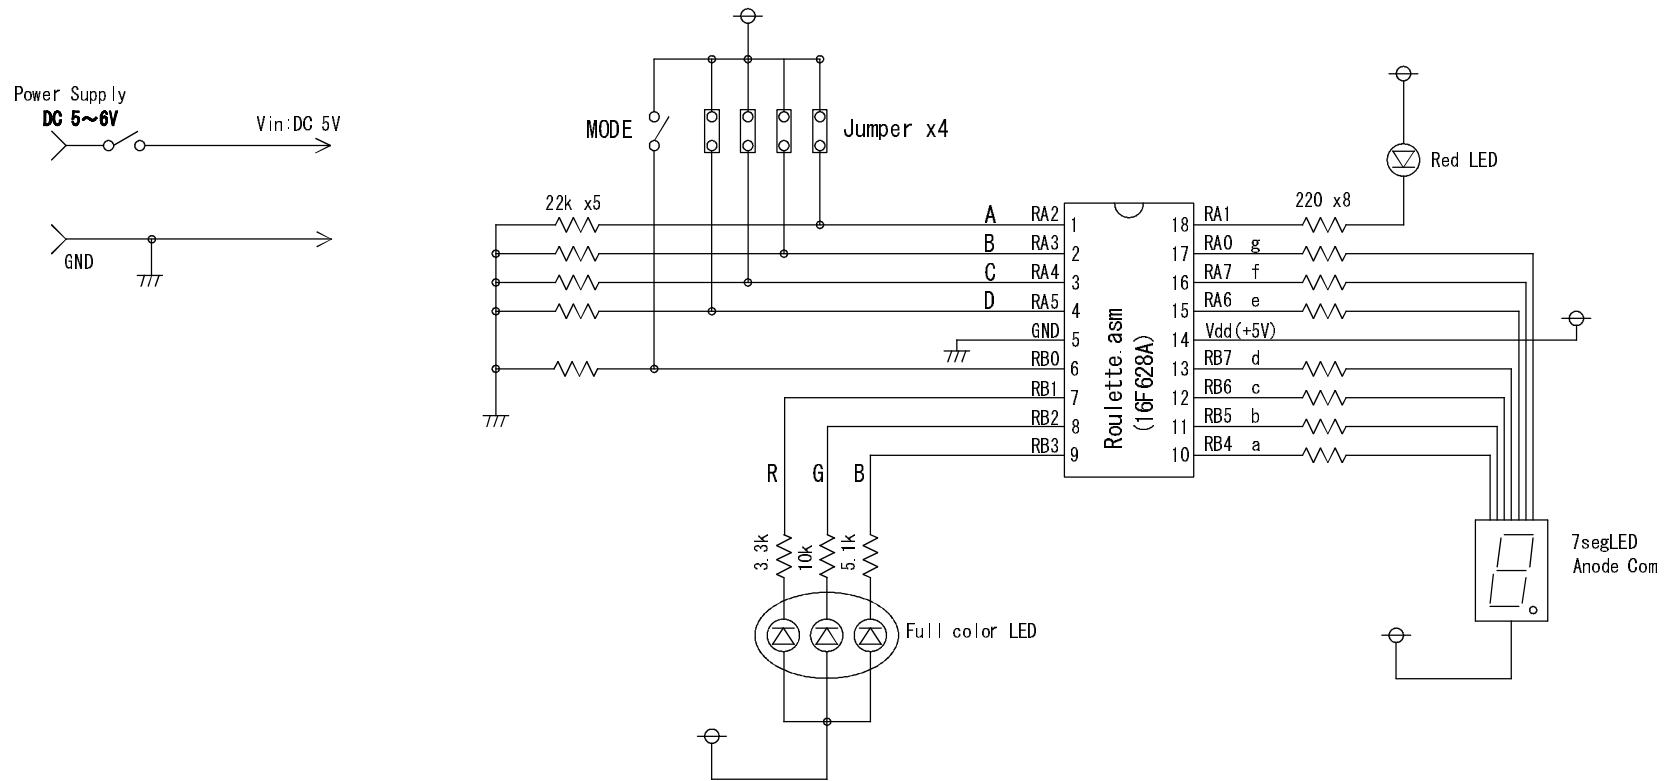 Power Supply
DC 5～6V
Vin:DC 5V
GND
MODE
Jumper x4
22k x5
A
B
C
D
RA2
RA3
RA4
RA5
GND
RB0
RB1
RB2
RB3
1
2
3
4
5
6
7
8
9
Roulette.asm
(16F628A)
18
17
16
15
14
13
12
11
10
RA1
RA0 g
RA7 f
RA6 e
Vdd(+5V)
RB7 d
RB6 c
RB5 b
RB4 a
220 x8
Red LED
R
G
B
3.3k
10k
5.1k
Full color LED
7segLED
Anode Com